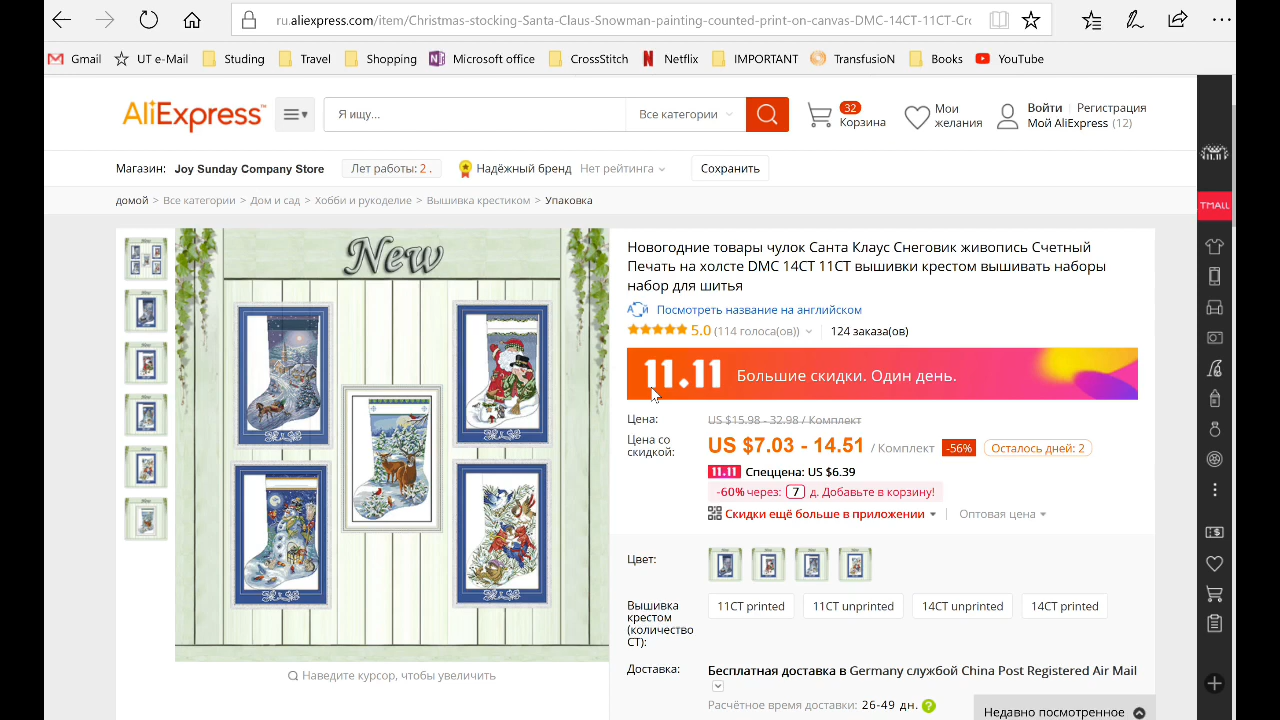 ru.aliexpress.com/item/Christmas-stocking-Santa-Claus-Snowman-painting-counted-print-on-canvas-DMC-14CT-11CT-Cr
Gmail UT e-Mail Studing Travel Shopping Microsoft office CrossStitch Netflix IMPORTANT TransfusioN Books YouTube
AliExpress™ Я ищу... Все категории 32 Корзина Мои желания Войти Регистрация
Мой AliExpress (12)
Магазин: Joy Sunday Company Store Лет работы: 2 . Надёжный бренд Нет рейтинга Сохранить
домой > Все категории > Дом и сад > Хобби и рукоделие > Вышивка крестиком > Упаковка
New
Новогодние товары чулок Санта Клаус Снеговик живопись Счетный
Печать на холсте DMC 14CT 11CT вышивки крестом вышивать наборы
набор для шитья
Посмотреть название на английском
5.0 (114 голоса(ов)) 124 заказа(ов)
11.11 Большие скидки. Один день.
Цена: US $15.98 - 32.98 / Комплект
Цена со скидкой: US $7.03 - 14.51 / Комплект -56% Осталось дней: 2
11.11 Спеццена: US $6.39
-60% через: 7 д. Добавьте в корзину!
Скидки ещё больше в приложении Оптовая цена
Цвет:
Вышивка крестом (количество CT): 11CT printed 11CT unprinted 14CT unprinted 14CT printed
Доставка: Бесплатная доставка в Germany службой China Post Registered Air Mail
Расчётное время доставки: 26-49 дн. ?
Наведите курсор, чтобы увеличить
Недавно посмотренное
11.11
TMALL